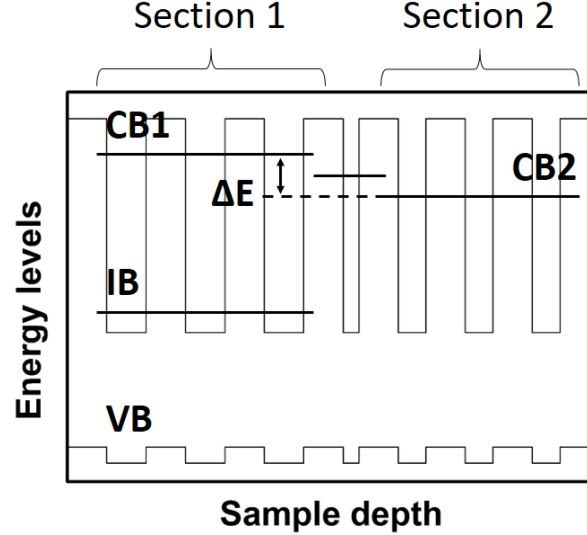 Section 1
Section 2
CB1
CB2
ΔE
IB
VB
Energy levels
Sample depth